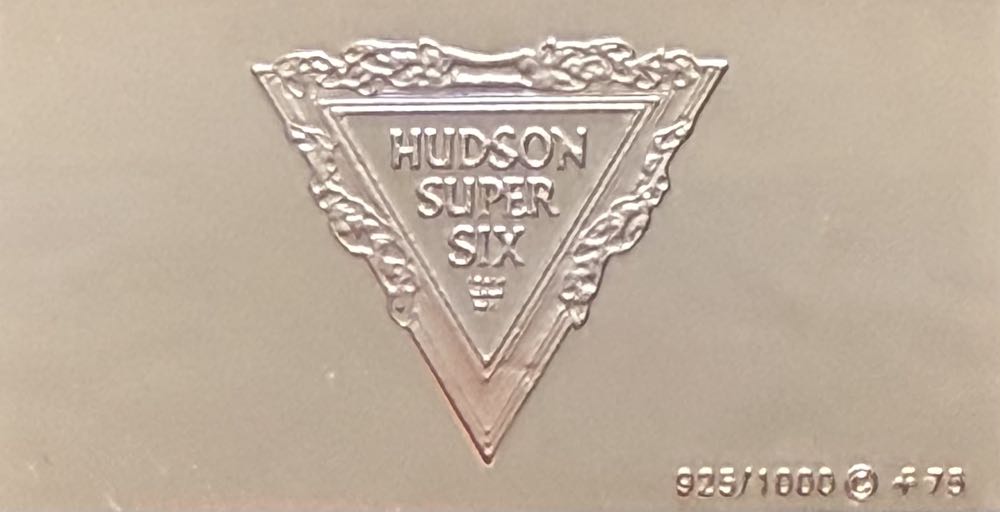 HUDSON
SUPER
SIX
925/1000 ©